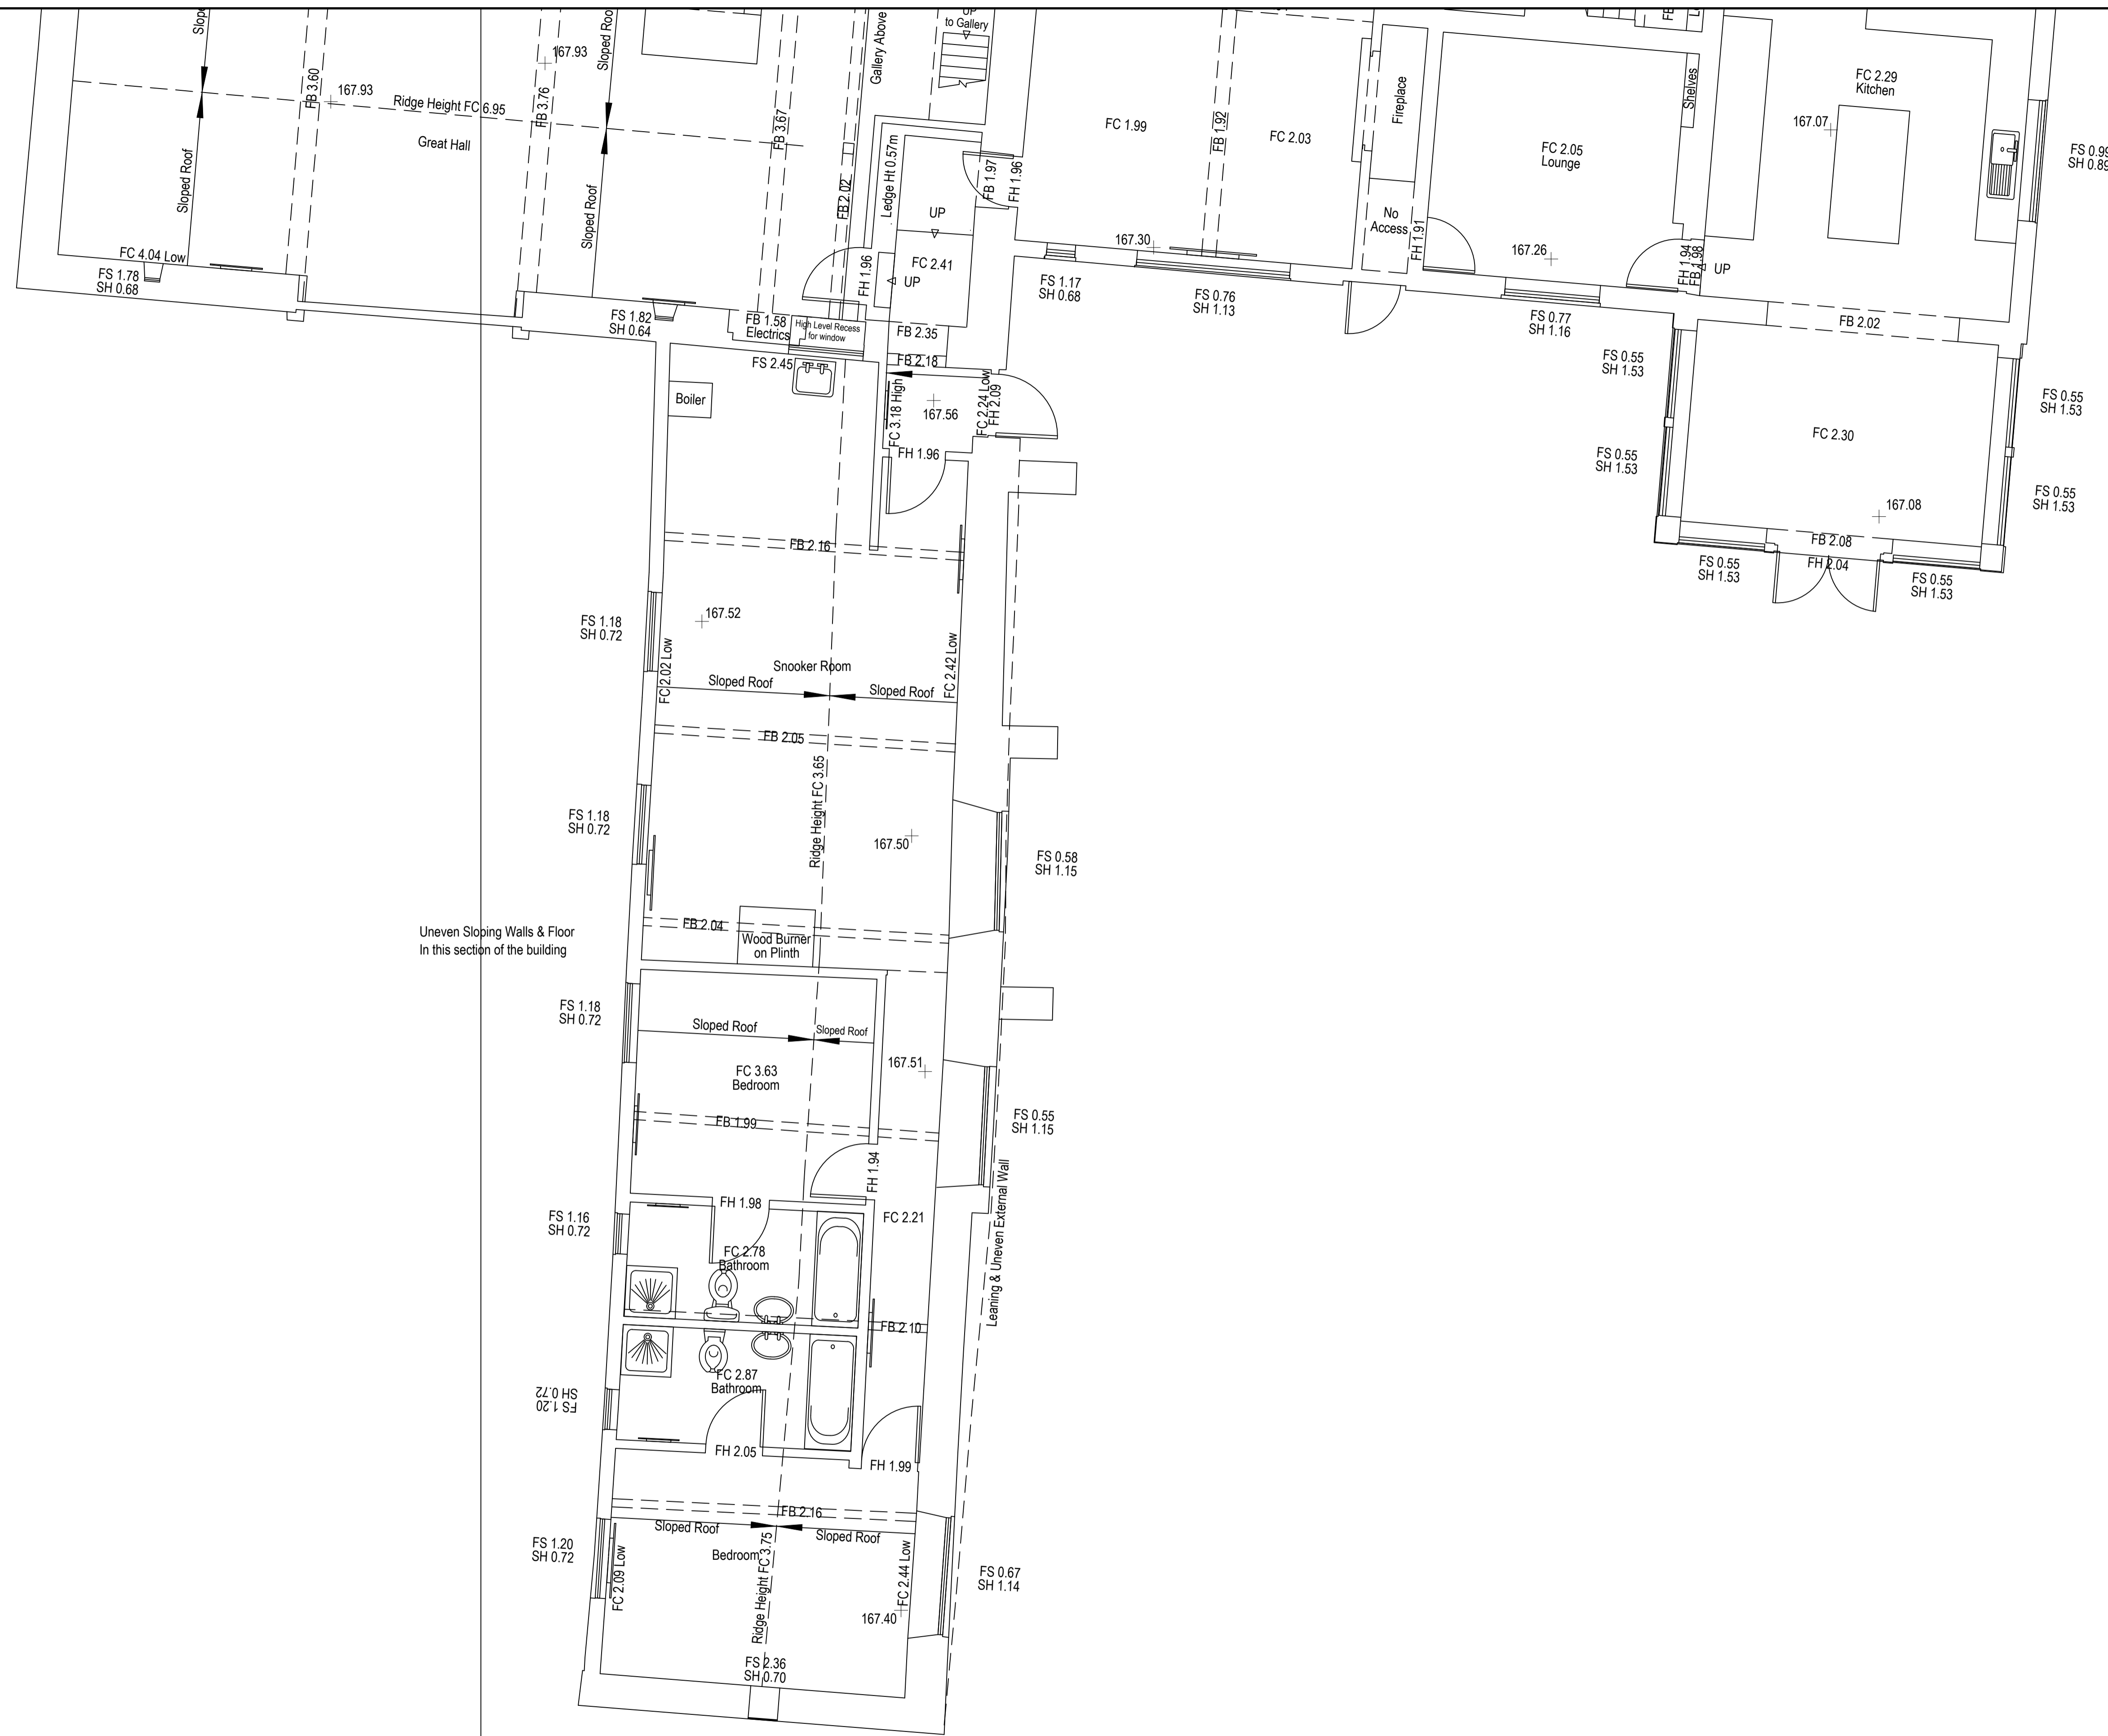 Slope
Sloped Roof
167.93
167.93
FB 3.60
FB 3.76
FB 3.67
Ridge Height FC 6.95
Great Hall
Sloped Roof
Sloped Roof
Gallery Above
UP
to Gallery
FB 2.02
Ledge Ht 0.57m
FB 1.97
FH 1.96
FC 1.99
FB 1.92
FC 2.03
Fireplace
No
Access
FH 1.91
FC 2.05
Lounge
Shelves
FB
FC 2.29
Kitchen
167.07
FS 0.99
SH 0.89
UP
FC 2.41
UP
FH 1.96
167.30
167.26
FH 1.94
FB 1.98
UP
FC 4.04 Low
FS 1.78
SH 0.68
FS 1.82
SH 0.64
FB 1.58
Electrics
High Level Recess
for window
FB 2.35
FB 2.18
FS 1.17
SH 0.68
FS 0.76
SH 1.13
FS 0.77
SH 1.16
FB 2.02
FS 0.55
SH 1.53
FS 0.55
SH 1.53
FS 0.55
SH 1.53
FS 0.55
SH 1.53
FC 2.30
167.08
FB 2.08
FH 2.04
FS 0.55
SH 1.53
FS 0.55
SH 1.53
FS 2.45
Boiler
FC 3.18 High
167.56
FC 2.24 Low
FH 2.09
FH 1.96
FB 2.16
167.52
FS 1.18
SH 0.72
FC 2.02 Low
Snooker Room
Sloped Roof
Sloped Roof
FC 2.42 Low
FB 2.05
Ridge Height FC 3.65
FS 1.18
SH 0.72
167.50
FS 0.58
SH 1.15
FB 2.04
Wood Burner
on Plinth
Uneven Sloping Walls & Floor
In this section of the building
FS 1.18
SH 0.72
Sloped Roof
Sloped Roof
FC 3.63
Bedroom
167.51
FB 1.99
FS 0.55
SH 1.15
FH 1.94
FH 1.98
FC 2.21
Leaning & Uneven External Wall
FS 1.16
SH 0.72
FC 2.78
Bathroom
FB 2.10
FC 2.87
Bathroom
FS 1.20
SH 0.72
FH 2.05
FH 1.99
FB 2.16
Sloped Roof
Sloped Roof
Bedroom
FS 1.20
SH 0.72
FC 2.09 Low
Ridge Height FC 3.75
FC 2.44 Low
167.40
FS 0.67
SH 1.14
FS 2.36
SH 0.70